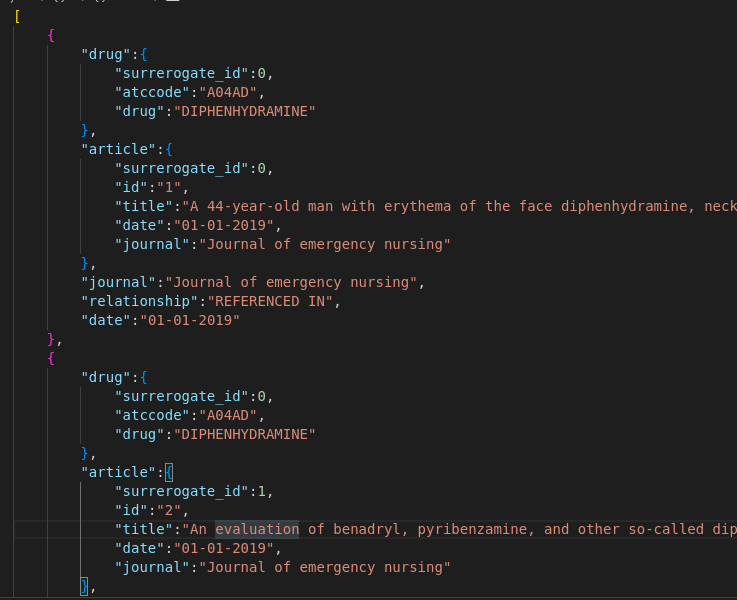 [
{
"drug":{
"surrerogate_id":0,
"atccode":"A04AD",
"drug":"DIPHENHYDRAMINE"
},
"article":{
"surrerogate_id":0,
"id":"1",
"title":"A 44-year-old man with erythema of the face diphenhydramine, neck
"date":"01-01-2019",
"journal":"Journal of emergency nursing"
},
"journal":"Journal of emergency nursing",
"relationship":"REFERENCED IN",
"date":"01-01-2019"
},
{
"drug":{
"surrerogate_id":0,
"atccode":"A04AD",
"drug":"DIPHENHYDRAMINE"
},
"article":{
"surrerogate_id":1,
"id":"2",
"title":"An evaluation of benadryl, pyribenzamine, and other so-called dip
"date":"01-01-2019",
"journal":"Journal of emergency nursing"
},